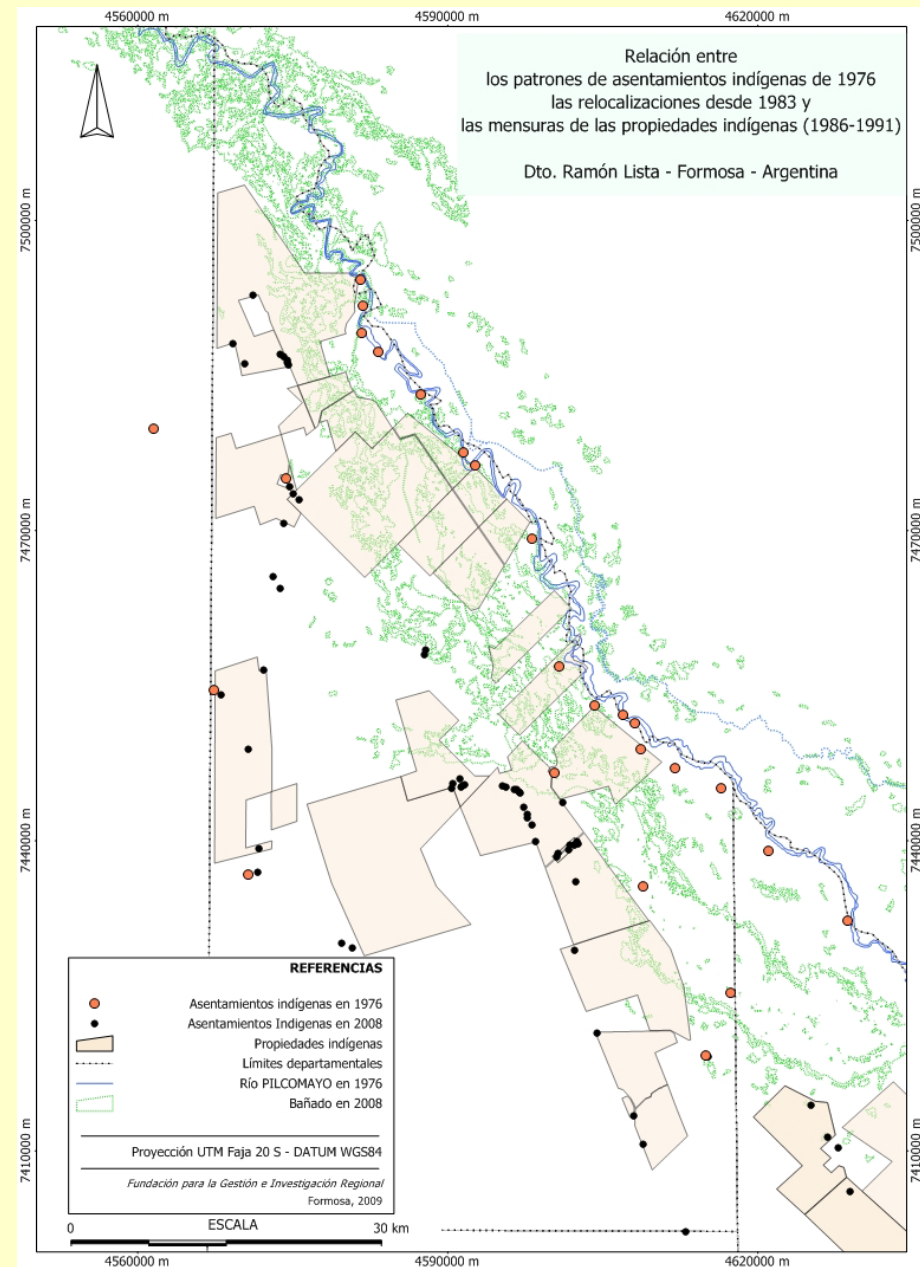 4560000 m
4590000 m
4620000 m
Relación entre
los patrones de asentamientos indígenas de 1976
las relocalizaciones desde 1983 y
las mensuras de las propiedades indígenas (1986-1991)
Dto. Ramón Lista - Formosa - Argentina
7500000 m
7500000 m
7470000 m
7470000 m
7440000 m
7440000 m
7410000 m
7410000 m
REFERENCIAS
Asentamientos indígenas en 1976
Asentamientos Indigenas en 2008
Propiedades indígenas
Límites departamentales
Río PILCOMAYO en 1976
Bañado en 2008
Proyección UTM Faja 20 S - DATUM WGS84
Fundación para la Gestión e Investigación Regional
Formosa, 2009
0
ESCALA
30 km
4560000 m
4590000 m
4620000 m